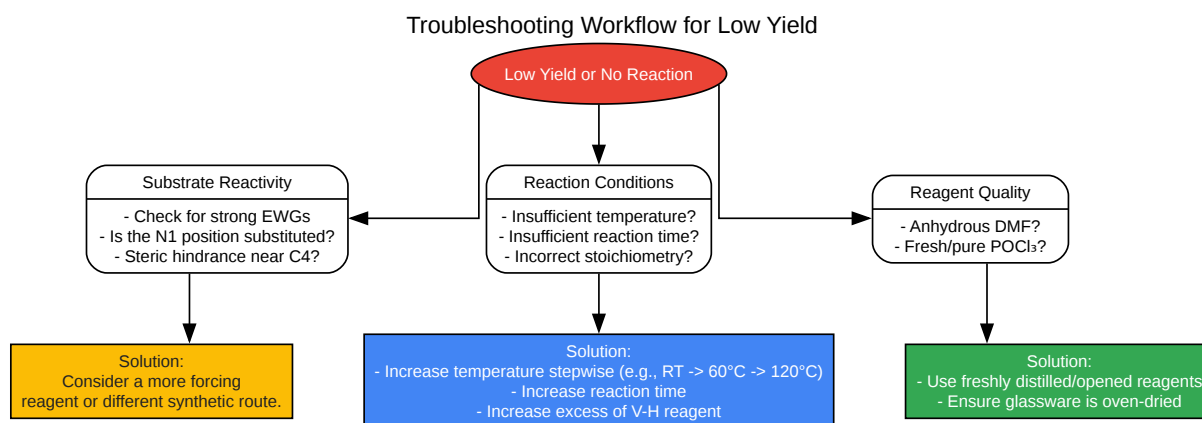 Troubleshooting Workflow for Low Yield
Low Yield or No Reaction
Substrate Reactivity
- Check for strong EWGs
- Is the N1 position substituted?
- Steric hindrance near C4?
Reaction Conditions
- Insufficient temperature?
- Insufficient reaction time?
- Incorrect stoichiometry?
Reagent Quality
- Anhydrous DMF?
- Fresh/pure POCl₃?
Solution:
Consider a more forcing
reagent or different synthetic route.
Solution:
- Increase temperature stepwise (e.g., RT -> 60°C -> 120°C)
- Increase reaction time
- Increase excess of V-H reagent
Solution:
- Use freshly distilled/opened reagents
- Ensure glassware is oven-dried